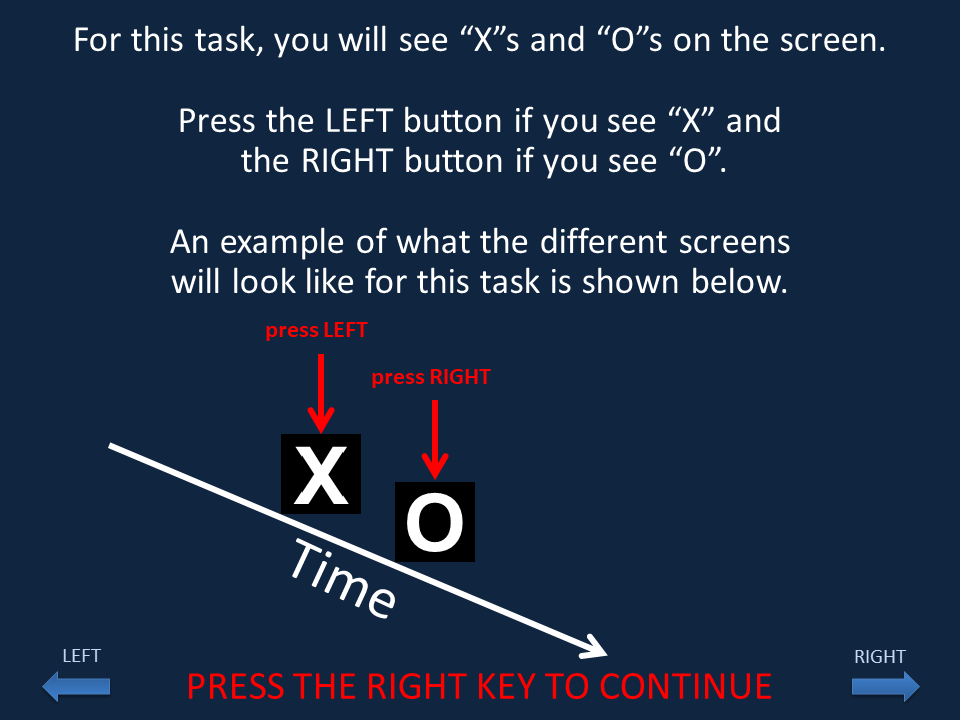 For this task, you will see “X”s and “O”s on the screen.
Press the LEFT button if you see “X” and
the RIGHT button if you see “O”.
An example of what the different screens
will look like for this task is shown below.
press LEFT
press RIGHT
X
O
Time
LEFT
RIGHT
PRESS THE RIGHT KEY TO CONTINUE